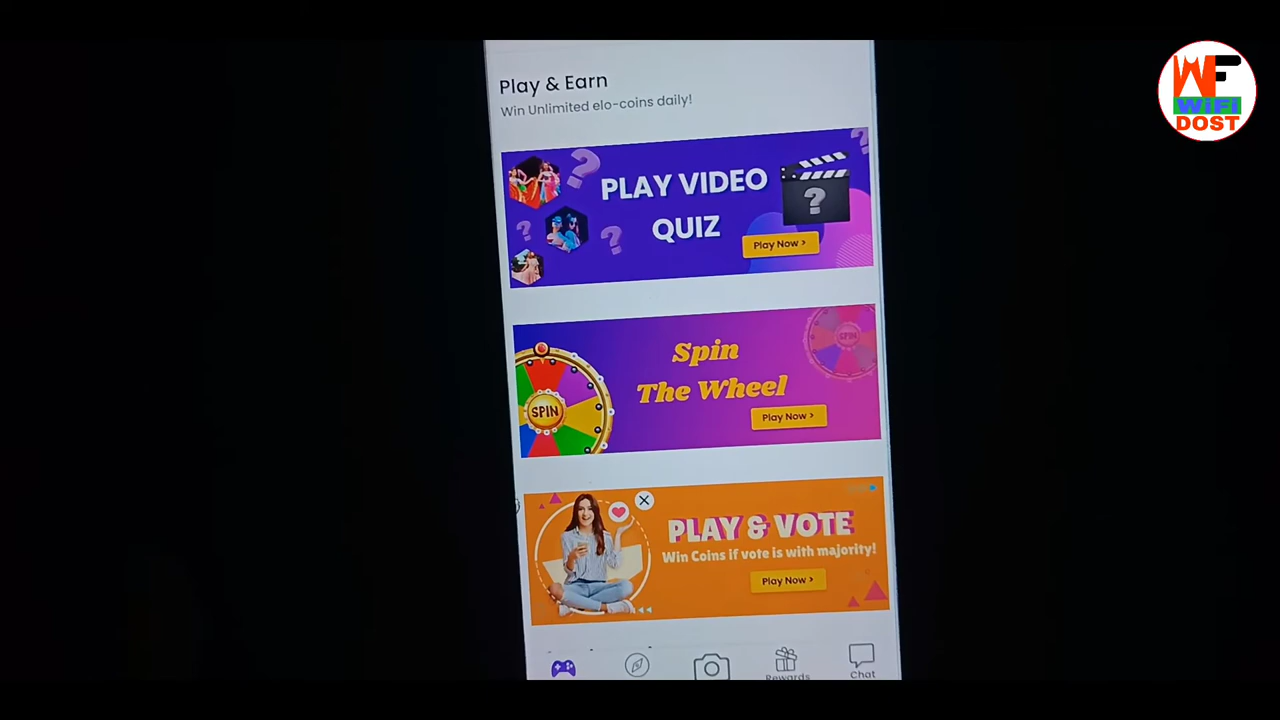 Play & Earn
Win Unlimited elo-coins daily!
PLAY VIDEO
QUIZ
Play Now >
Spin
The Wheel
SPIN
SPIN
Play Now >
PLAY & VOTE
Win Coins if vote is with majority!
Play Now >
Rewards
Chat
WF
WiFi
DOST